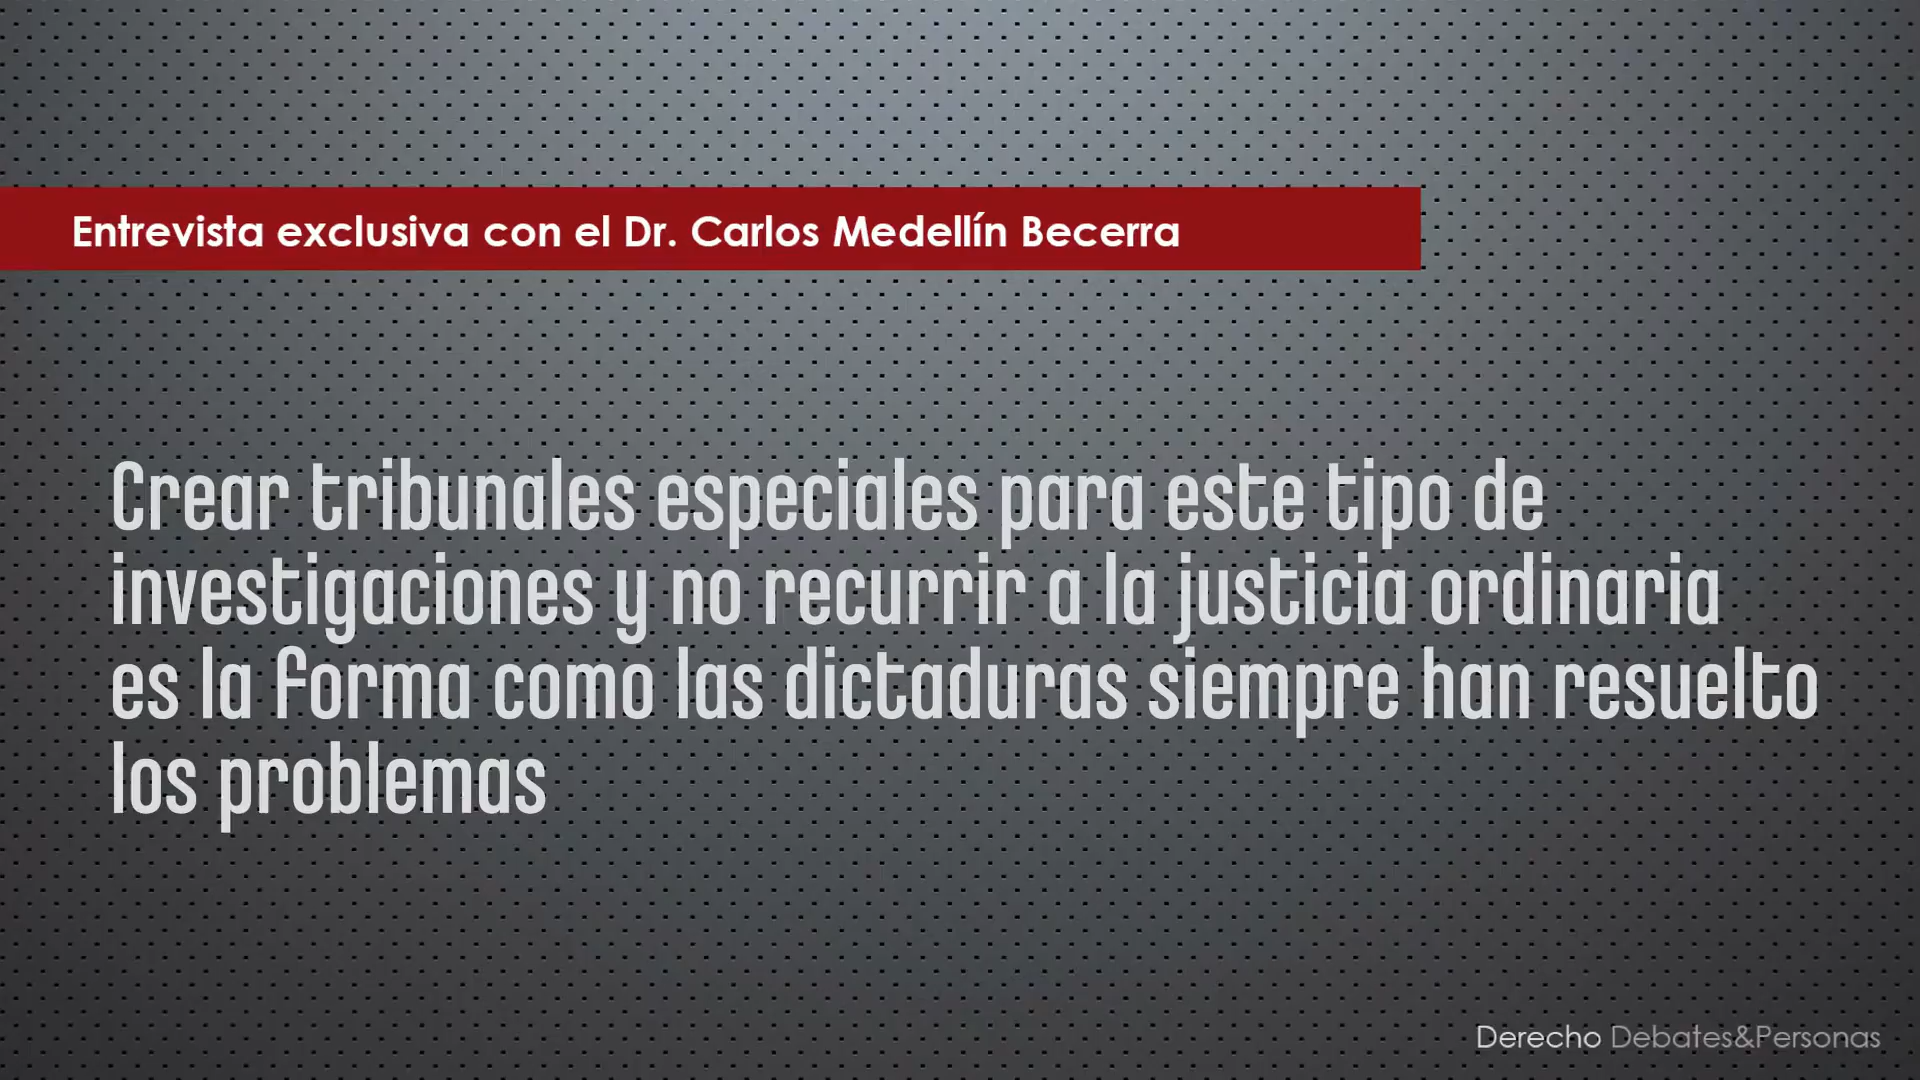 Entrevista exclusiva con el Dr. Carlos Medellín Becerra
Crear tribunales especiales para este tipo de
investigaciones y no recurrir a la justicia ordinaria
es la forma como las dictaduras siempre han resuelto
los problemas
Derecho Debates&Personas